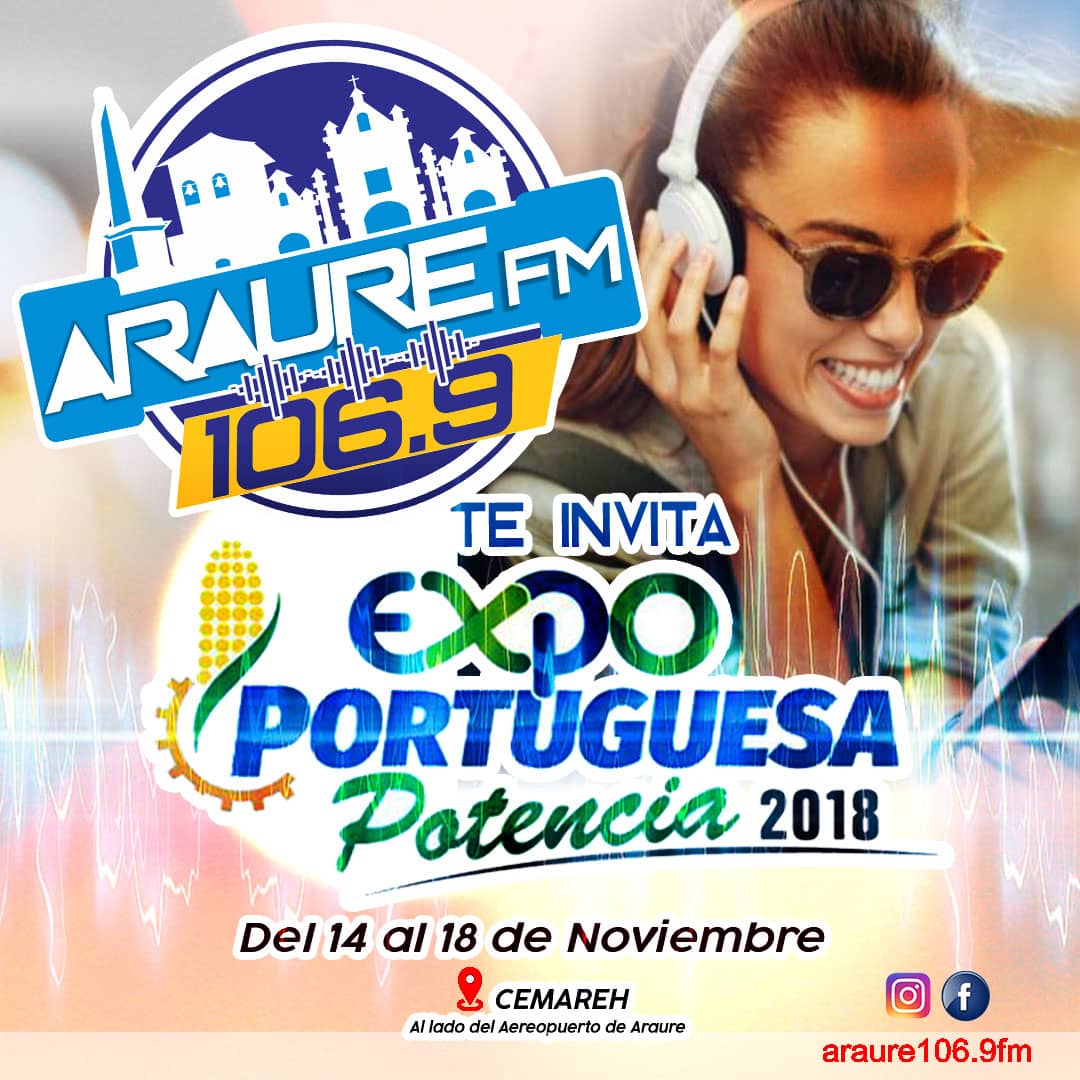 ARAURE FM
106.9
TE INVITA
expo
PORTUGUESA
Potencia 2018
Del 14 al 18 de Noviembre
CEMAREH
Al lado del Aereopuerto de Araure
araure106.9fm